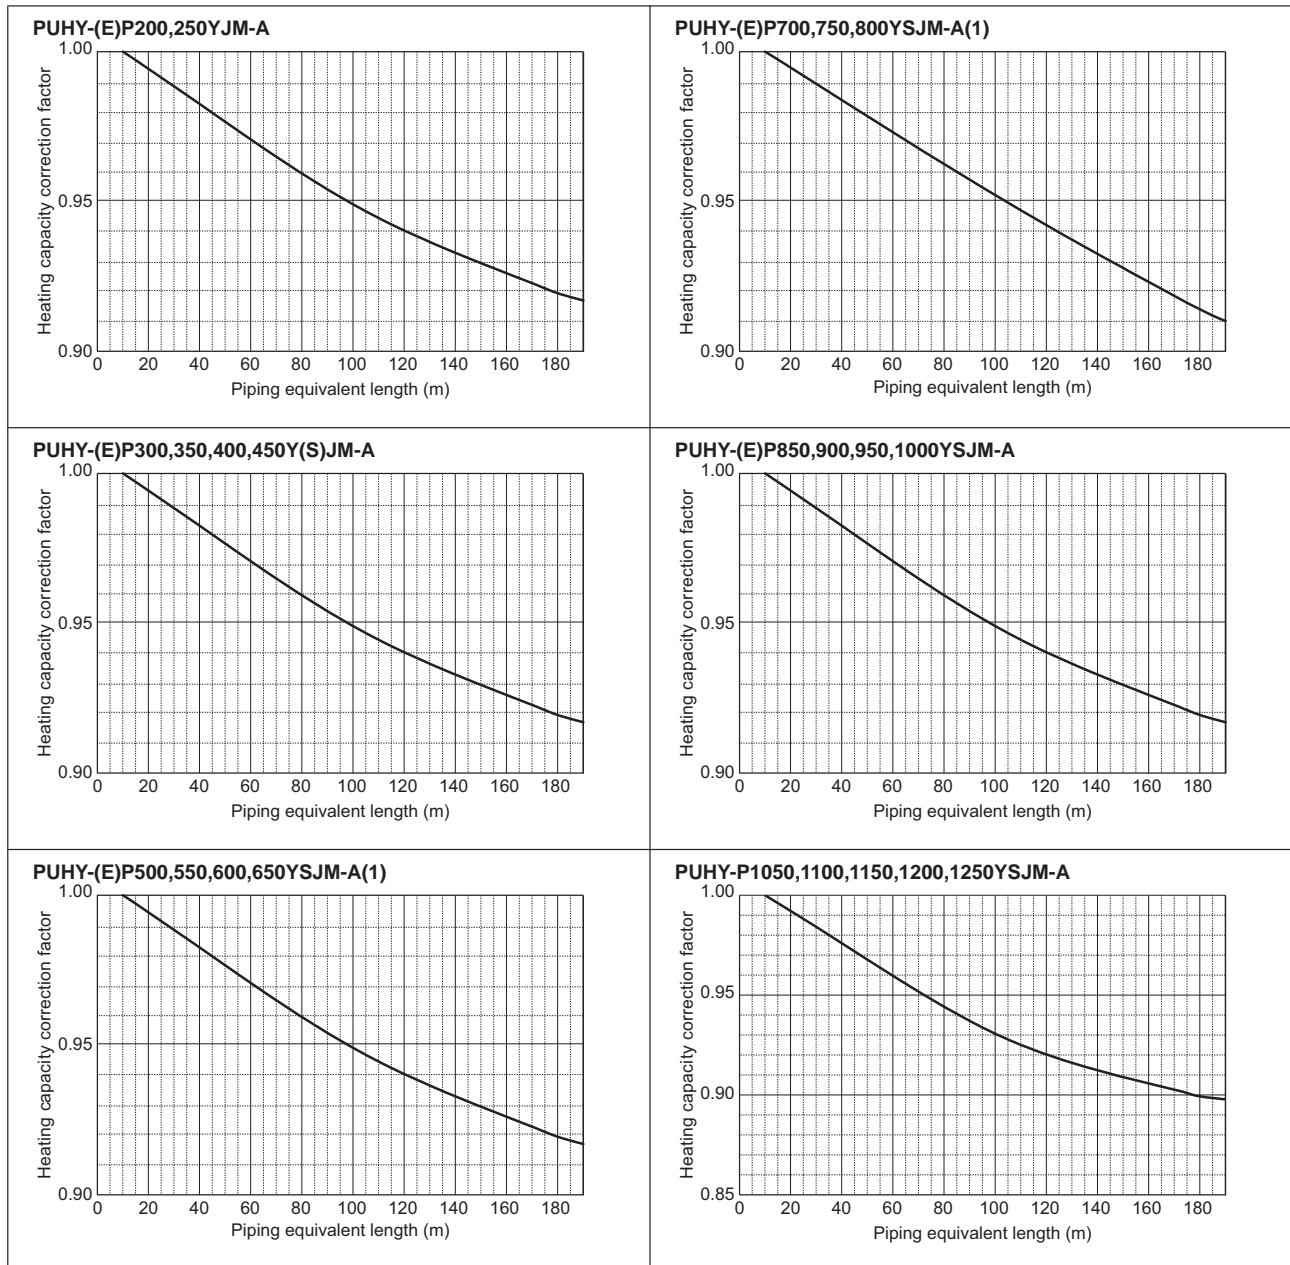 PUHY-(E)P200,250YJM-A
Heating capacity correction factor
1.00
0.95
0.90
0 20 40 60 80 100 120 140 160 180
Piping equivalent length (m)
PUHY-(E)P700,750,800YSJM-A(1)
Heating capacity correction factor
1.00
0.95
0.90
0 20 40 60 80 100 120 140 160 180
Piping equivalent length (m)
PUHY-(E)P300,350,400,450Y(S)JM-A
Heating capacity correction factor
1.00
0.95
0.90
0 20 40 60 80 100 120 140 160 180
Piping equivalent length (m)
PUHY-(E)P850,900,950,1000YSJM-A
Heating capacity correction factor
1.00
0.95
0.90
0 20 40 60 80 100 120 140 160 180
Piping equivalent length (m)
PUHY-(E)P500,550,600,650YSJM-A(1)
Heating capacity correction factor
1.00
0.95
0.90
0 20 40 60 80 100 120 140 160 180
Piping equivalent length (m)
PUHY-P1050,1100,1150,1200,1250YSJM-A
Heating capacity correction factor
1.00
0.95
0.90
0.85
0 20 40 60 80 100 120 140 160 180
Piping equivalent length (m)